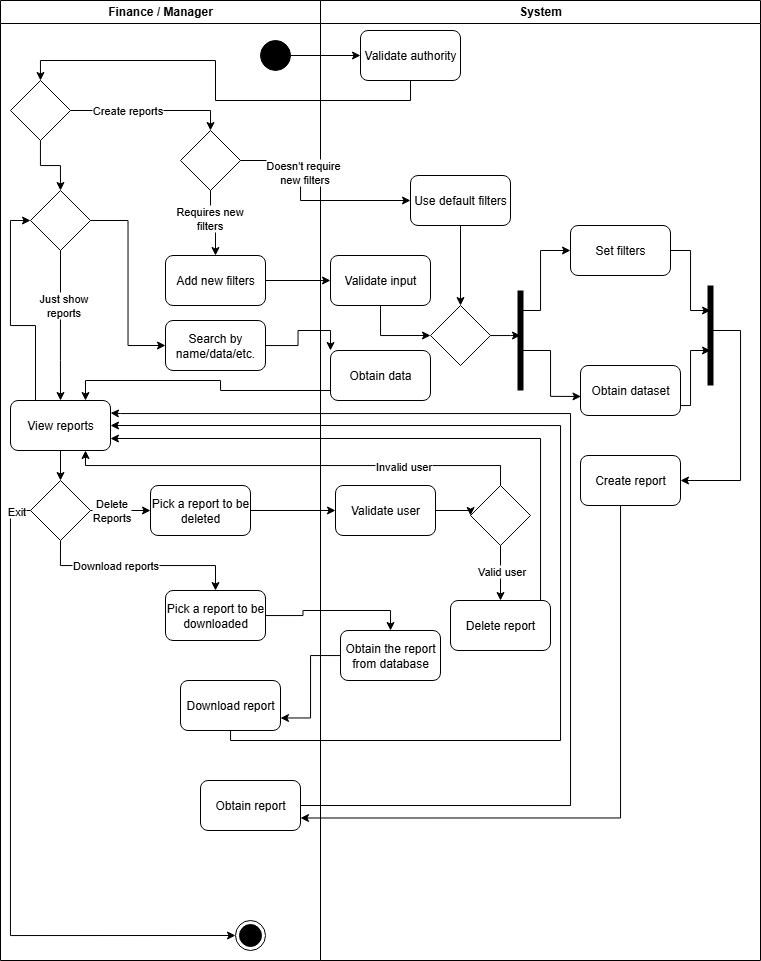 Finance / Manager
System
Validate authority
Create reports
Doesn't require
new filters
Use default filters
Requires new
filters
Set filters
Add new filters
Validate input
Just show
reports
Search by
name/data/etc.
Obtain data
Obtain dataset
View reports
Invalid user
Create report
Exit
Delete
Reports
Pick a report to be
deleted
Validate user
Valid user
Download reports
Pick a report to be
downloaded
Delete report
Obtain the report
from database
Download report
Obtain report